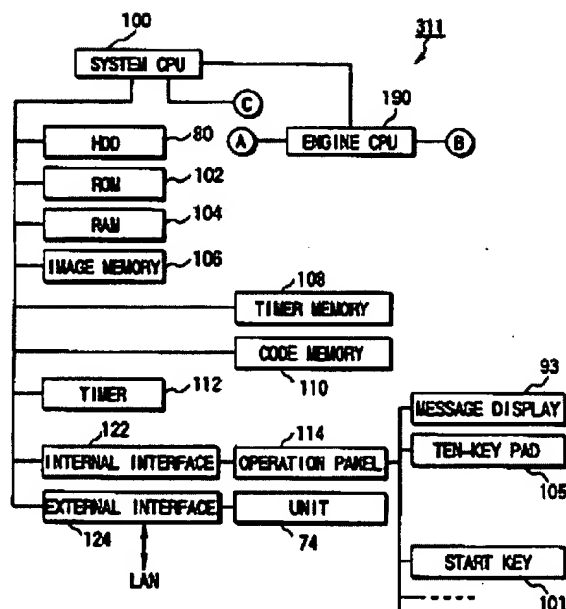 100
311
SYSTEM CPU
C
190
HDD
80
A
ENGINE CPU
B
ROM
102
RAM
104
IMAGE MEMORY
106
108
TIMER MEMORY
CODE MEMORY
110
TIMER
112
93
MESSAGE DISPLAY
122
114
INTERNAL INTERFACE
OPERATION PANEL
TEN-KEY PAD
105
EXTERNAL INTERFACE
UNIT
124
74
LAN
START KEY
101